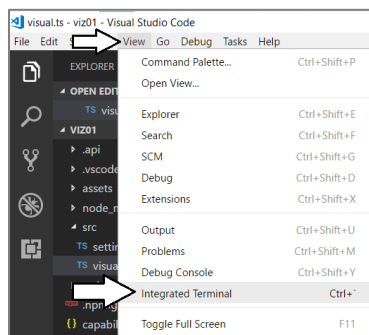 visual.ts - viz01 - Visual Studio Code
File Edit View Go Debug Tasks Help
EXPLORER
OPEN EDIT
TS visu
VIZ01
.api
.vscode
assets
node_m
src
TS settin
TS visua
.npmig
{} capabil
Command Palette... Ctrl+Shift+P
Open View...
Explorer Ctrl+Shift+E
Search Ctrl+Shift+F
SCM Ctrl+Shift+G
Debug Ctrl+Shift+D
Extensions Ctrl+Shift+X
Output Ctrl+Shift+U
Problems Ctrl+Shift+M
Debug Console Ctrl+Shift+Y
Integrated Terminal Ctrl+`
Toggle Full Screen F11